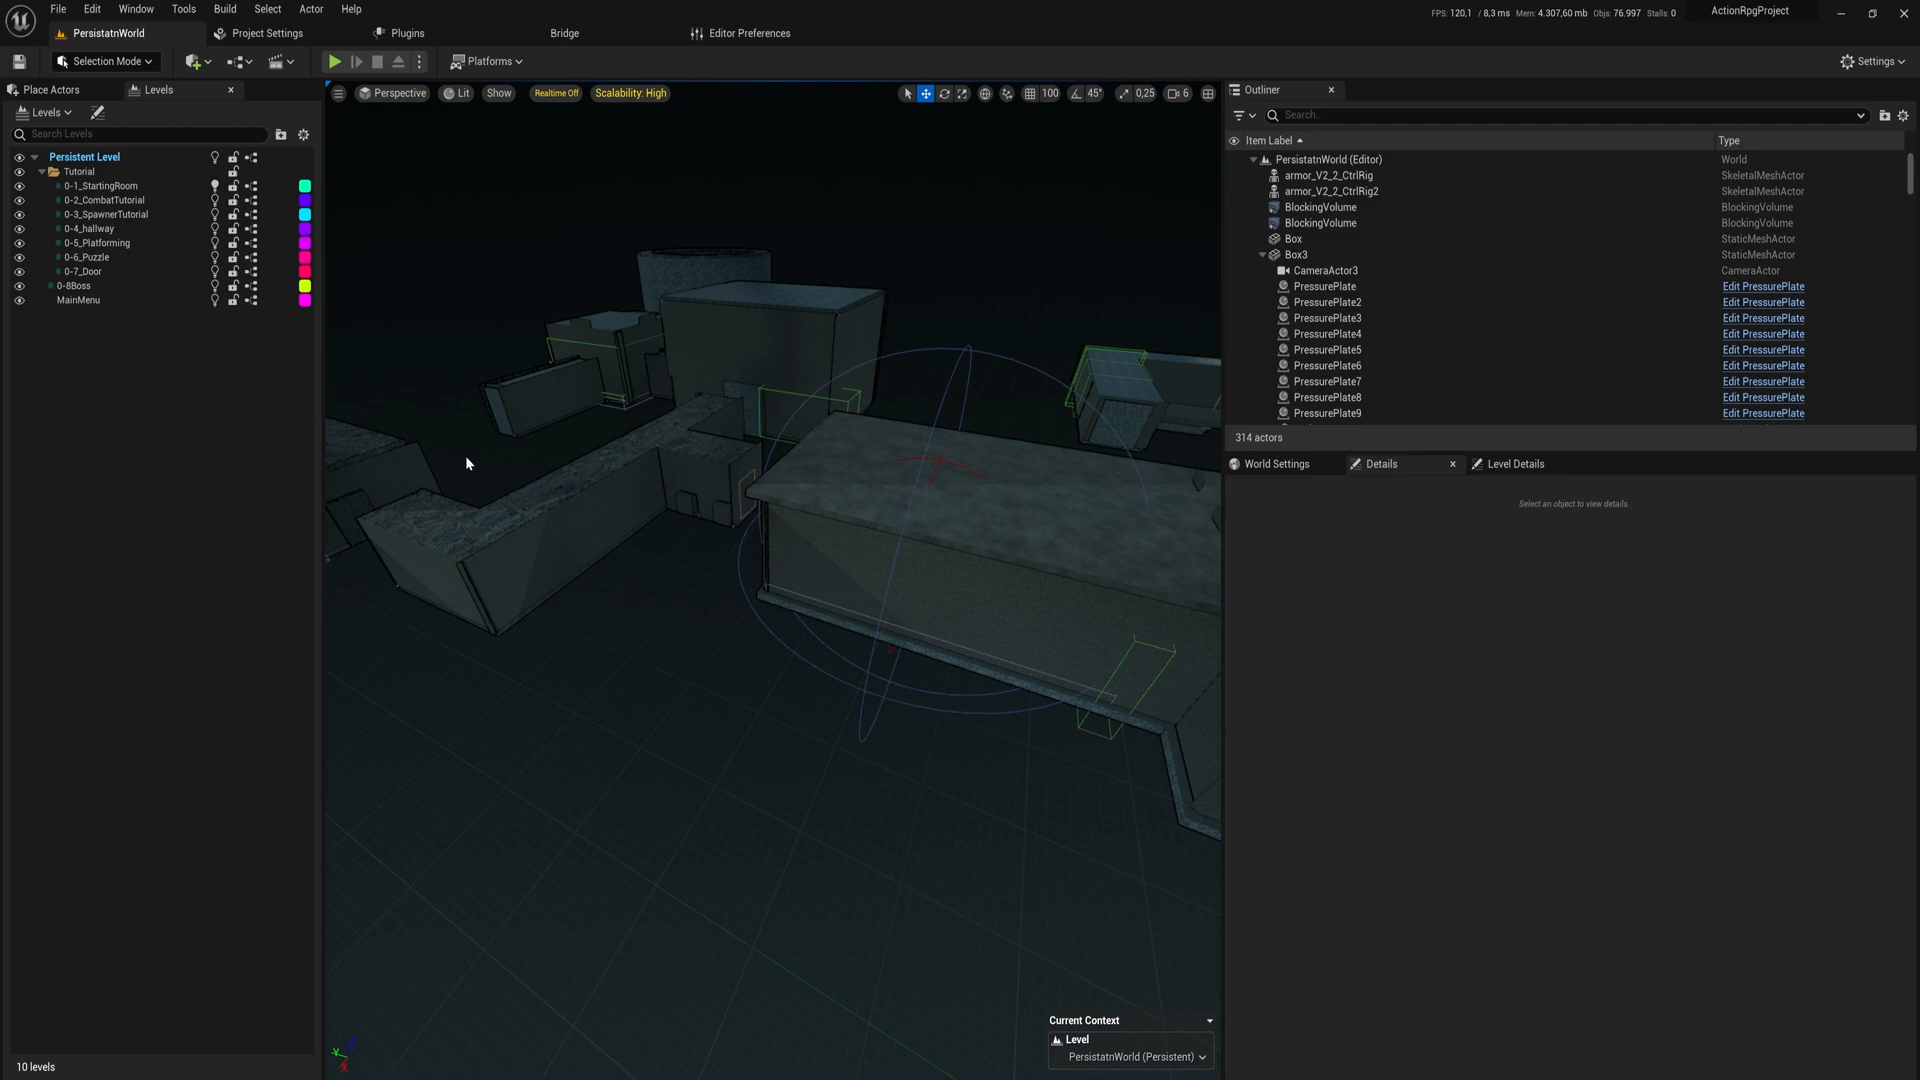 File Edit Window Tools Build Select Actor Help
FPS: 120,1 / 8,3 ms Mem: 4.307,60 mb Objs: 76.997 Stalls: 0
ActionRpgProject
PersistatnWorld
Project Settings
Plugins
Bridge
Editor Preferences
Selection Mode
Platforms
Settings
Place Actors
Levels
Perspective
Lit
Show
Realtime Off
Scalability: High
100
45°
0,25
6
Outliner
Levels
Search Levels
Search...
Item Label
Type
Persistent Level
Tutorial
0-1_StartingRoom
0-2_CombatTutorial
0-3_SpawnerTutorial
0-4_hallway
0-5_Platforming
0-6_Puzzle
0-7_Door
0-8Boss
MainMenu
10 levels
PersistatnWorld (Editor) World
armor_V2_2_CtrlRig SkeletalMeshActor
armor_V2_2_CtrlRig2 SkeletalMeshActor
BlockingVolume BlockingVolume
BlockingVolume BlockingVolume
Box StaticMeshActor
Box3 StaticMeshActor
CameraActor3 CameraActor
PressurePlate Edit PressurePlate
PressurePlate2 Edit PressurePlate
PressurePlate3 Edit PressurePlate
PressurePlate4 Edit PressurePlate
PressurePlate5 Edit PressurePlate
PressurePlate6 Edit PressurePlate
PressurePlate7 Edit PressurePlate
PressurePlate8 Edit PressurePlate
PressurePlate9 Edit PressurePlate
314 actors
World Settings
Details
Level Details
Select an object to view details.
Current Context
Level
PersistatnWorld (Persistent)